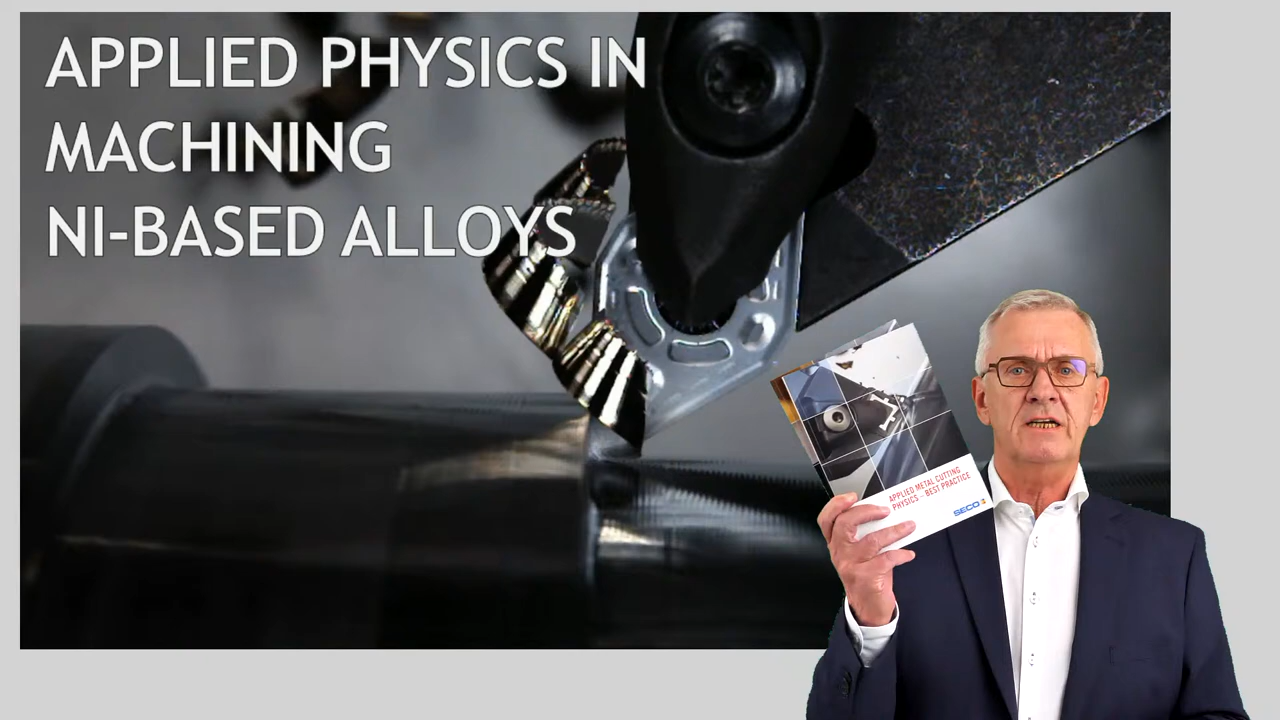 APPLIED PHYSICS IN
MACHINING
NI-BASED ALLOYS
APPLIED METAL CUTTING
PHYSICS – BEST PRACTICE
SECO